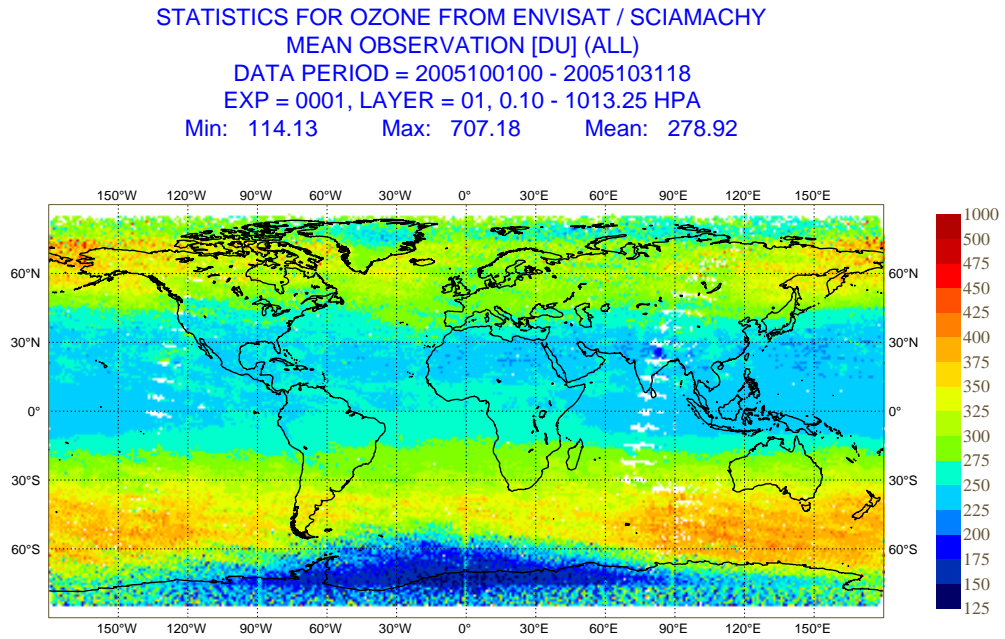 STATISTICS FOR OZONE FROM ENVISAT / SCIAMACHY
MEAN OBSERVATION [DU] (ALL)
DATA PERIOD = 2005100100 - 2005103118
EXP = 0001, LAYER = 01, 0.10 - 1013.25 HPA
Min: 114.13 Max: 707.18 Mean: 278.92
150°W 120°W 90°W 60°W 30°W 0° 30°E 60°E 90°E 120°E 150°E
60°N 60°N
30°N 30°N
0° 0°
30°S 30°S
60°S 60°S
150°W 120°W 90°W 60°W 30°W 0° 30°E 60°E 90°E 120°E 150°E
1000
500
475
450
425
400
375
350
325
300
275
250
225
200
175
150
125